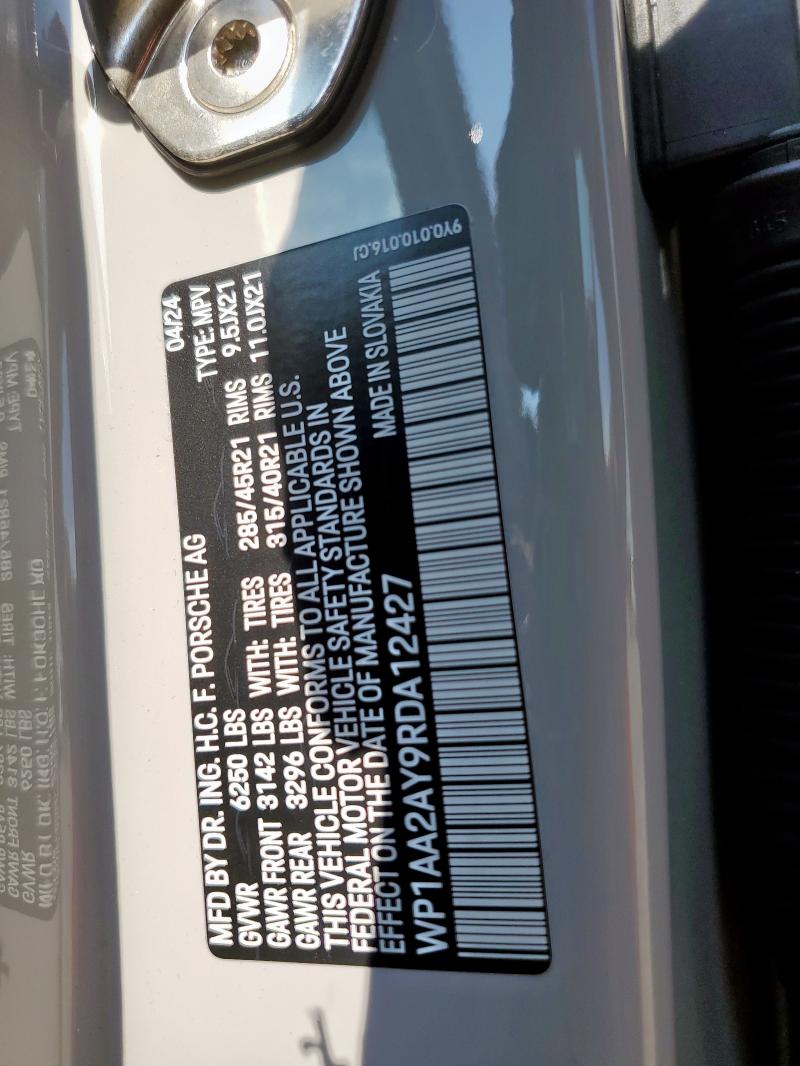 MFD BY DR. ING. H.C. F. PORSCHE AG 04/24
GVWR 6250 LBS TYPE: MPV
GAWR FRONT 3142 LBS WITH: TIRES 285/45R21 RIMS 9.5JX21
GAWR REAR 3296 LBS WITH: TIRES 315/40R21 RIMS 11.0JX21
THIS VEHICLE CONFORMS TO ALL APPLICABLE U.S.
FEDERAL MOTOR VEHICLE SAFETY STANDARDS IN
EFFECT ON THE DATE OF MANUFACTURE SHOWN ABOVE
WP1AA2AY9RDA12427 MADE IN SLOVAKIA
9Y0.010.016.CJ